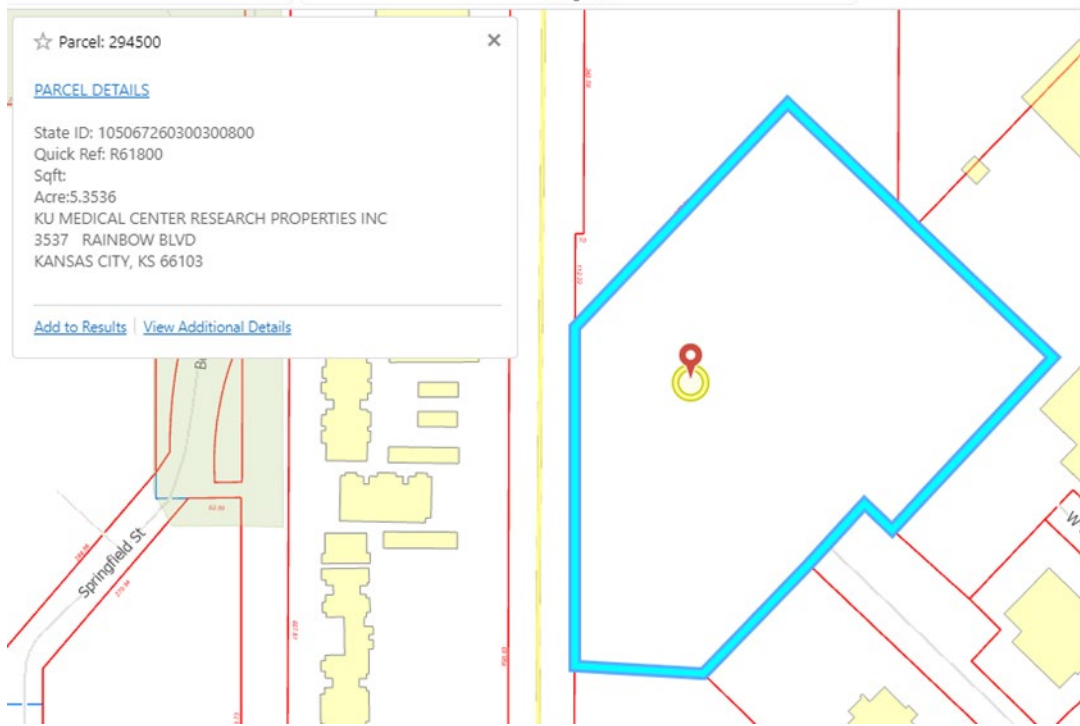 Parcel: 294500
PARCEL DETAILS
State ID: 105067260300300800
Quick Ref: R61800
Sqft:
Acre:5.3536
KU MEDICAL CENTER RESEARCH PROPERTIES INC
3537 RAINBOW BLVD
KANSAS CITY, KS 66103
Add to Results
View Additional Details
Springfield St
W